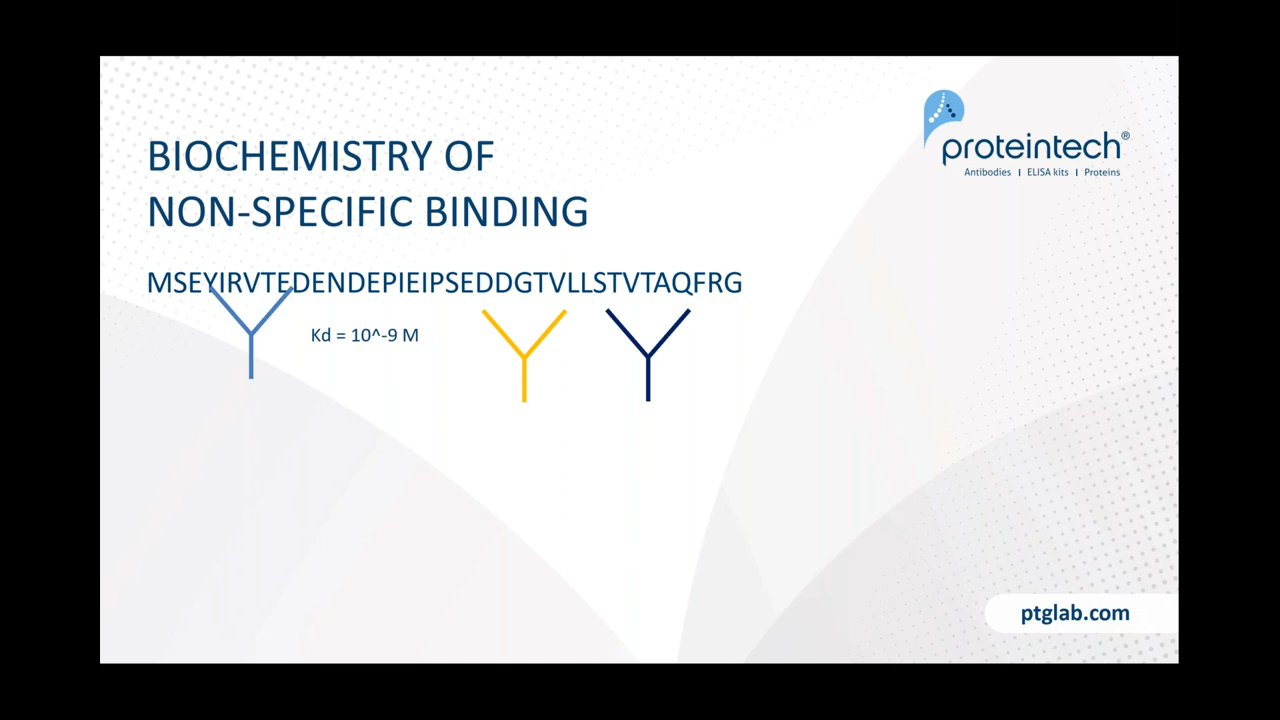 BIOCHEMISTRY OF
NON-SPECIFIC BINDING
proteintech®
Antibodies | ELISA kits | Proteins
MSEYIRVTEDENDEPIEIPSEDDGTVLLSTVTAQFRG
Kd = 10^-9 M
ptglab.com